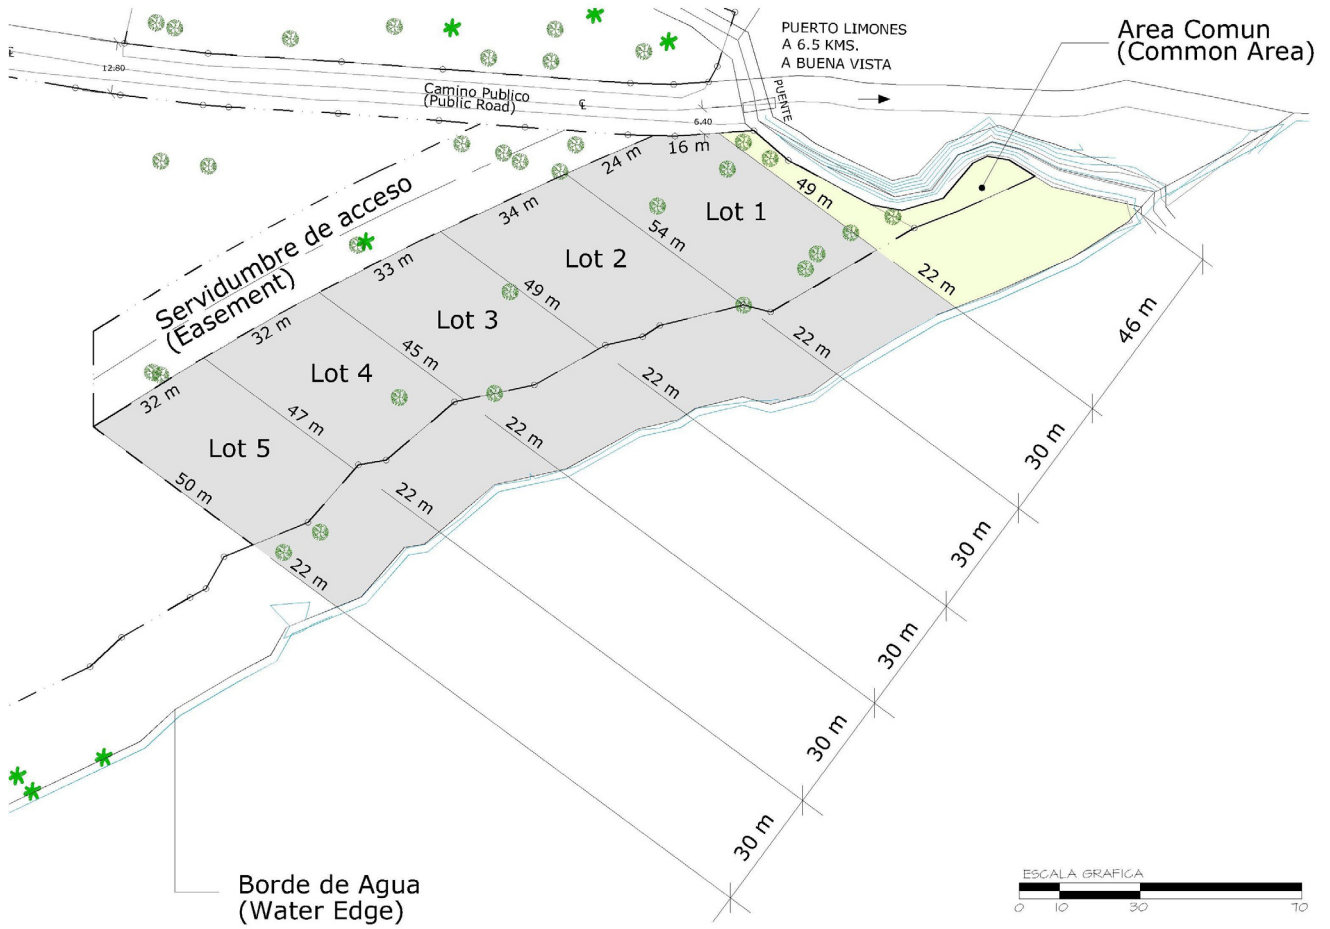 PUERTO LIMONES
A 6.5 KMS.
A BUENA VISTA
Area Comun
(Common Area)
12.80
Camino Publico
(Public Road)
PUENTE
6.40
16 m
24 m
34 m
33 m
32 m
32 m
Servidumbre de acceso
(Easement)
Lot 1
Lot 2
Lot 3
Lot 4
Lot 5
49 m
54 m
49 m
45 m
47 m
50 m
22 m
22 m
22 m
22 m
22 m
22 m
46 m
30 m
30 m
30 m
30 m
30 m
Borde de Agua
(Water Edge)
ESCALA GRAFICA
0 10 30 70